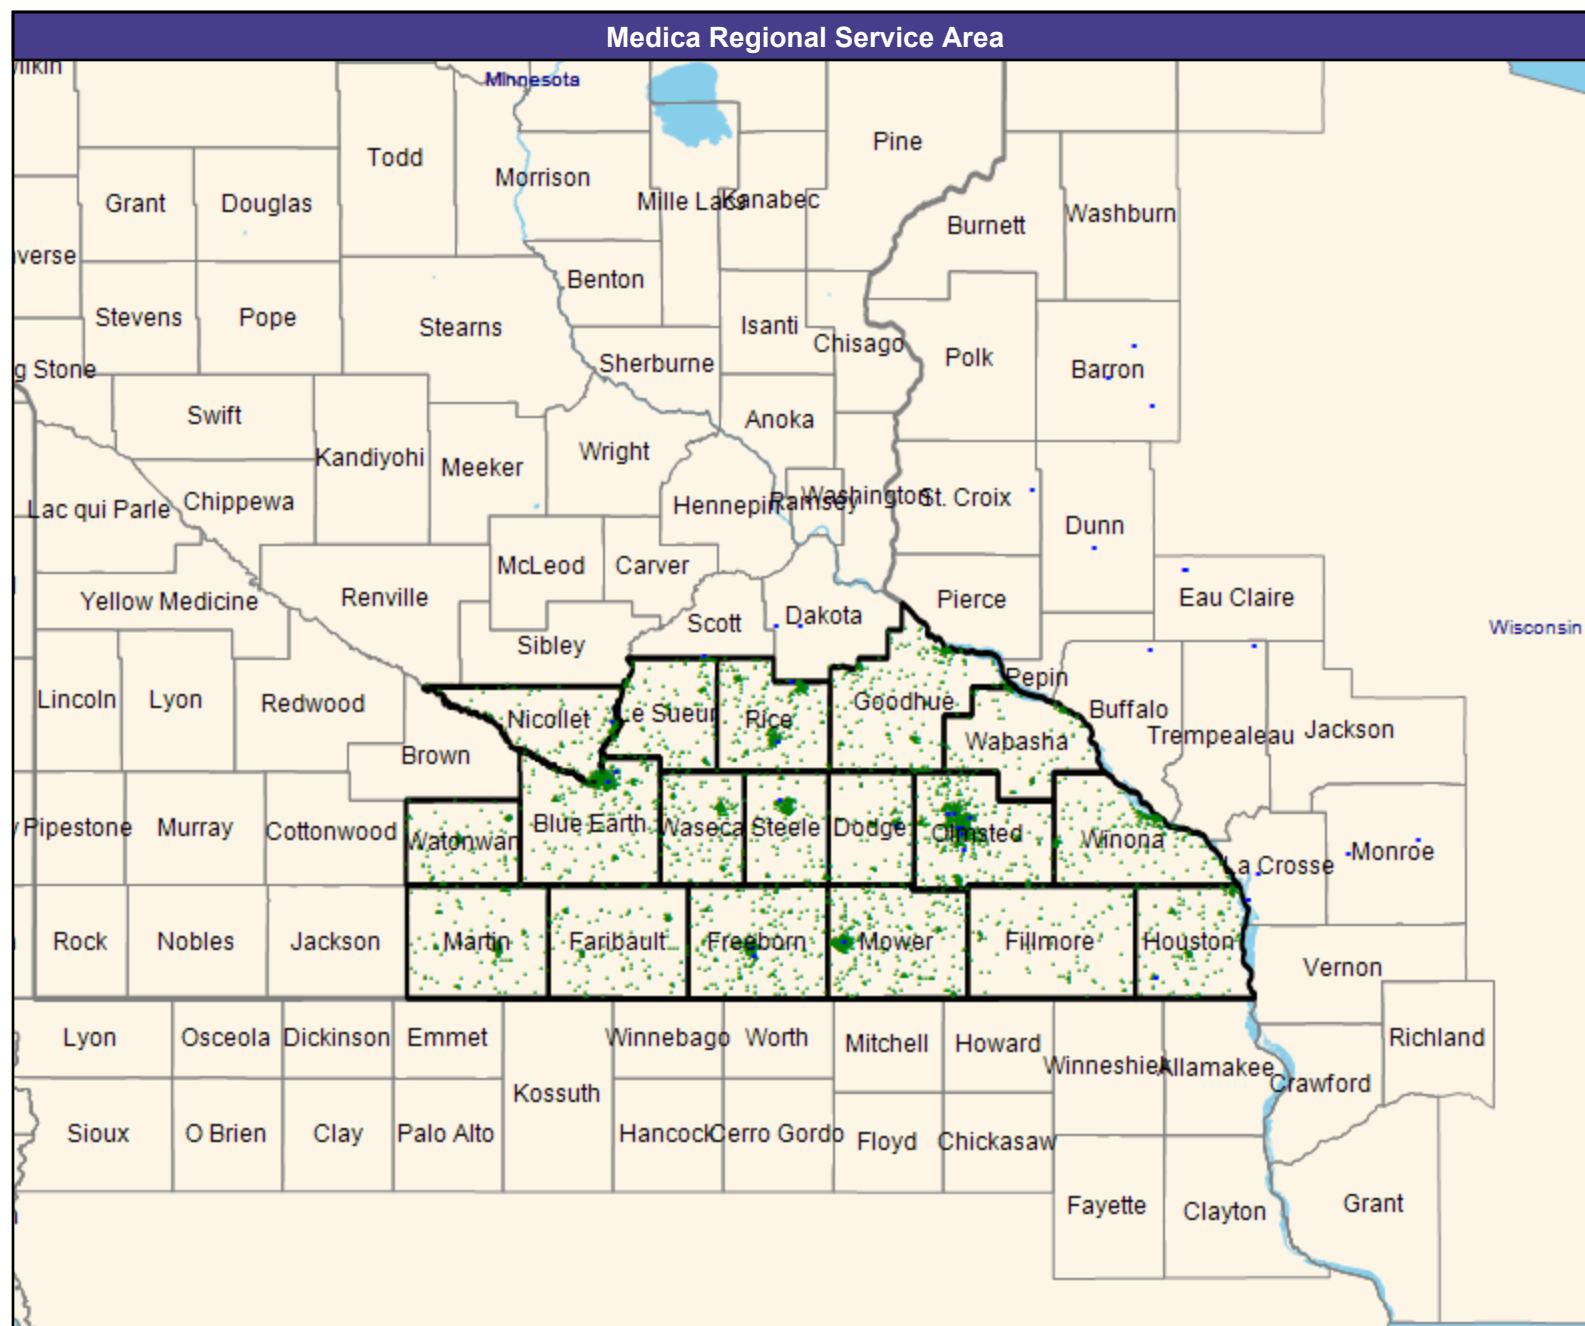 Medica Regional Service Area
Minnesota
Pine
Todd
Morrison
Mille Lacs
Kanabec
Grant
Douglas
Burnett
Washburn
Benton
Stevens
Pope
Stearns
Isanti
Chisago
Sherburne
Polk
Barron
Swift
Anoka
Kandiyohi
Meeker
Wright
Lac qui Parle
Chippewa
Hennepin
Ramsey
Washington
St. Croix
Dunn
McLeod
Carver
Yellow Medicine
Renville
Pierce
Eau Claire
Scott
Dakota
Wisconsin
Sibley
Pepin
Lincoln
Lyon
Redwood
Nicollet
Le Sueur
Rice
Goodhue
Buffalo
Brown
Wabasha
Trempealeau
Jackson
Pipestone
Murray
Cottonwood
Watonwan
Blue Earth
Waseca
Steele
Dodge
Olmsted
Winona
La Crosse
Monroe
Rock
Nobles
Jackson
Martin
Faribault
Freeborn
Mower
Fillmore
Houston
Vernon
Lyon
Osceola
Dickinson
Emmet
Winnebago
Worth
Mitchell
Howard
Winneshiek
Allamakee
Richland
Crawford
Kossuth
Sioux
O Brien
Clay
Palo Alto
Hancock
Cerro Gordo
Floyd
Chickasaw
Fayette
Clayton
Grant